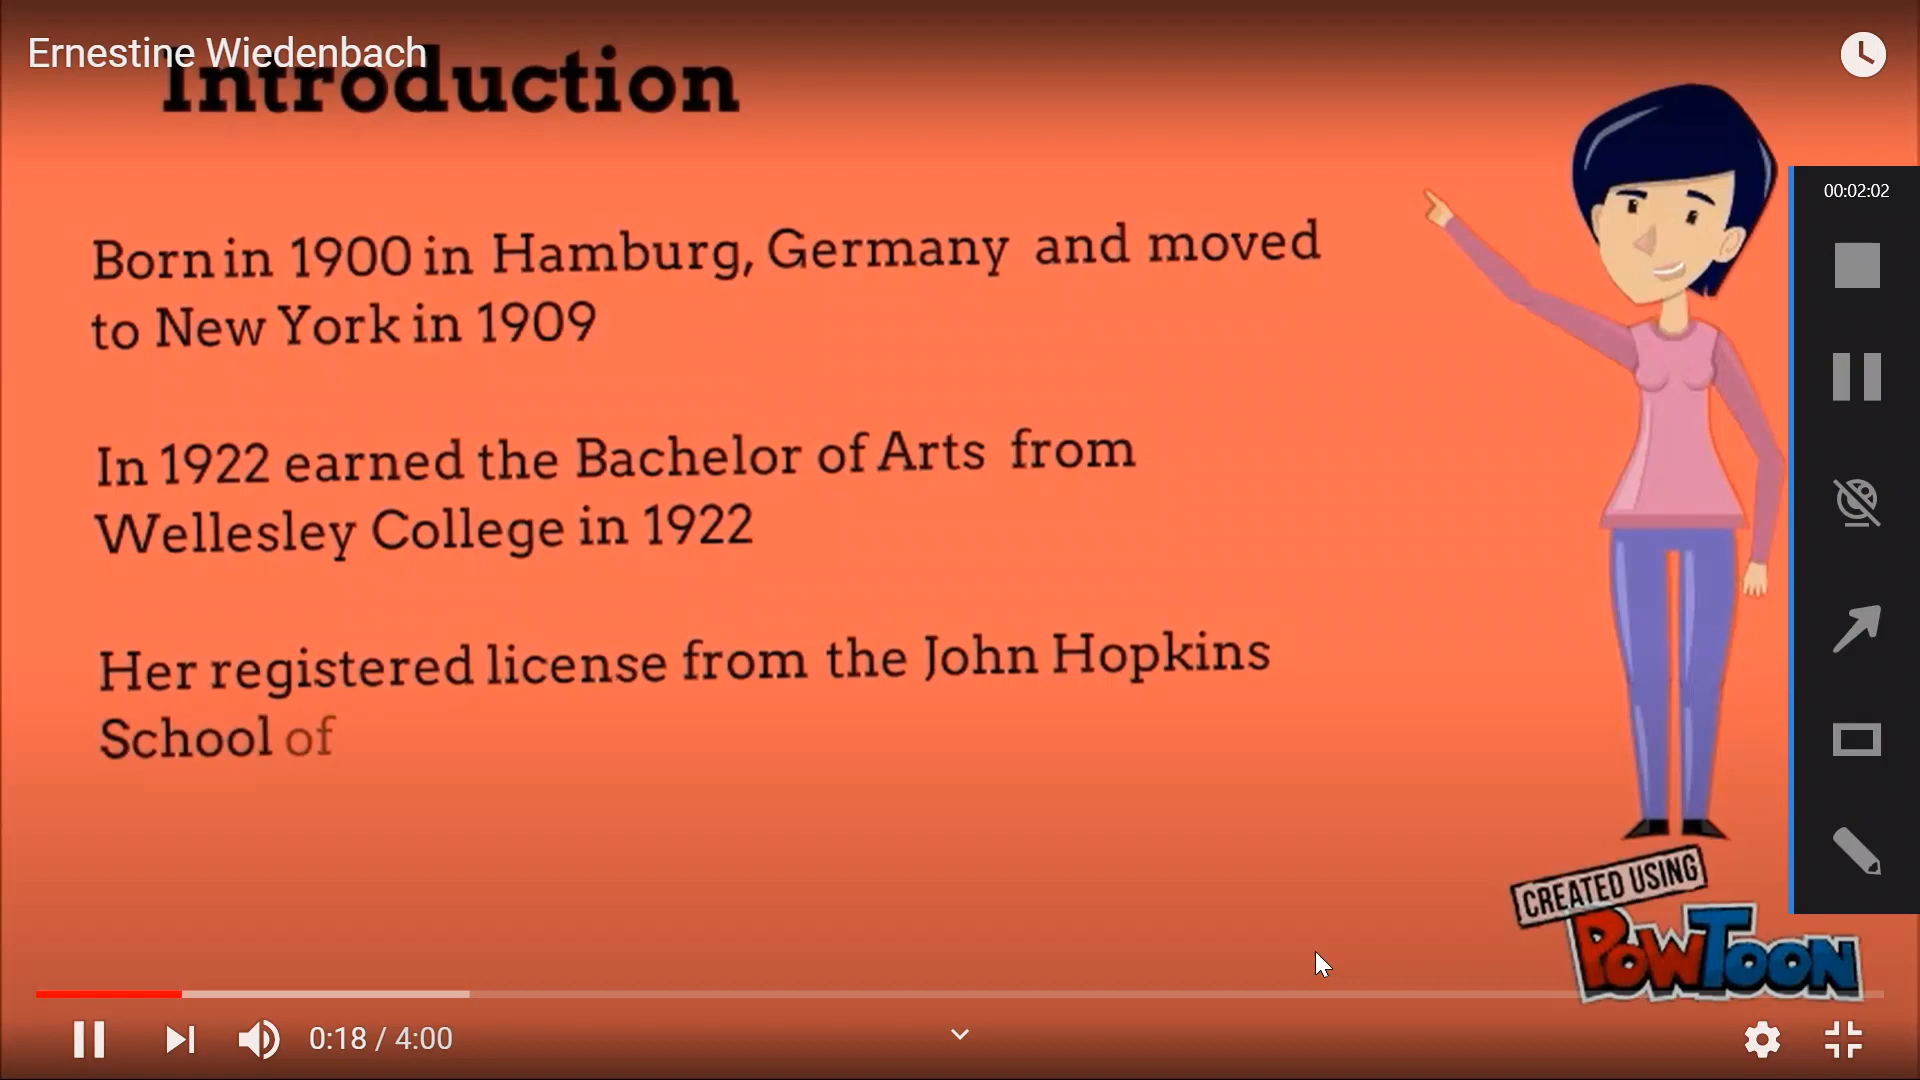 Ernestine Wiedenbach
Introduction
00:02:02
Born in 1900 in Hamburg, Germany and moved
to New York in 1909
In 1922 earned the Bachelor of Arts from
Wellesley College in 1922
Her registered license from the John Hopkins
School of
CREATED USING
POWTOON
0:18 / 4:00